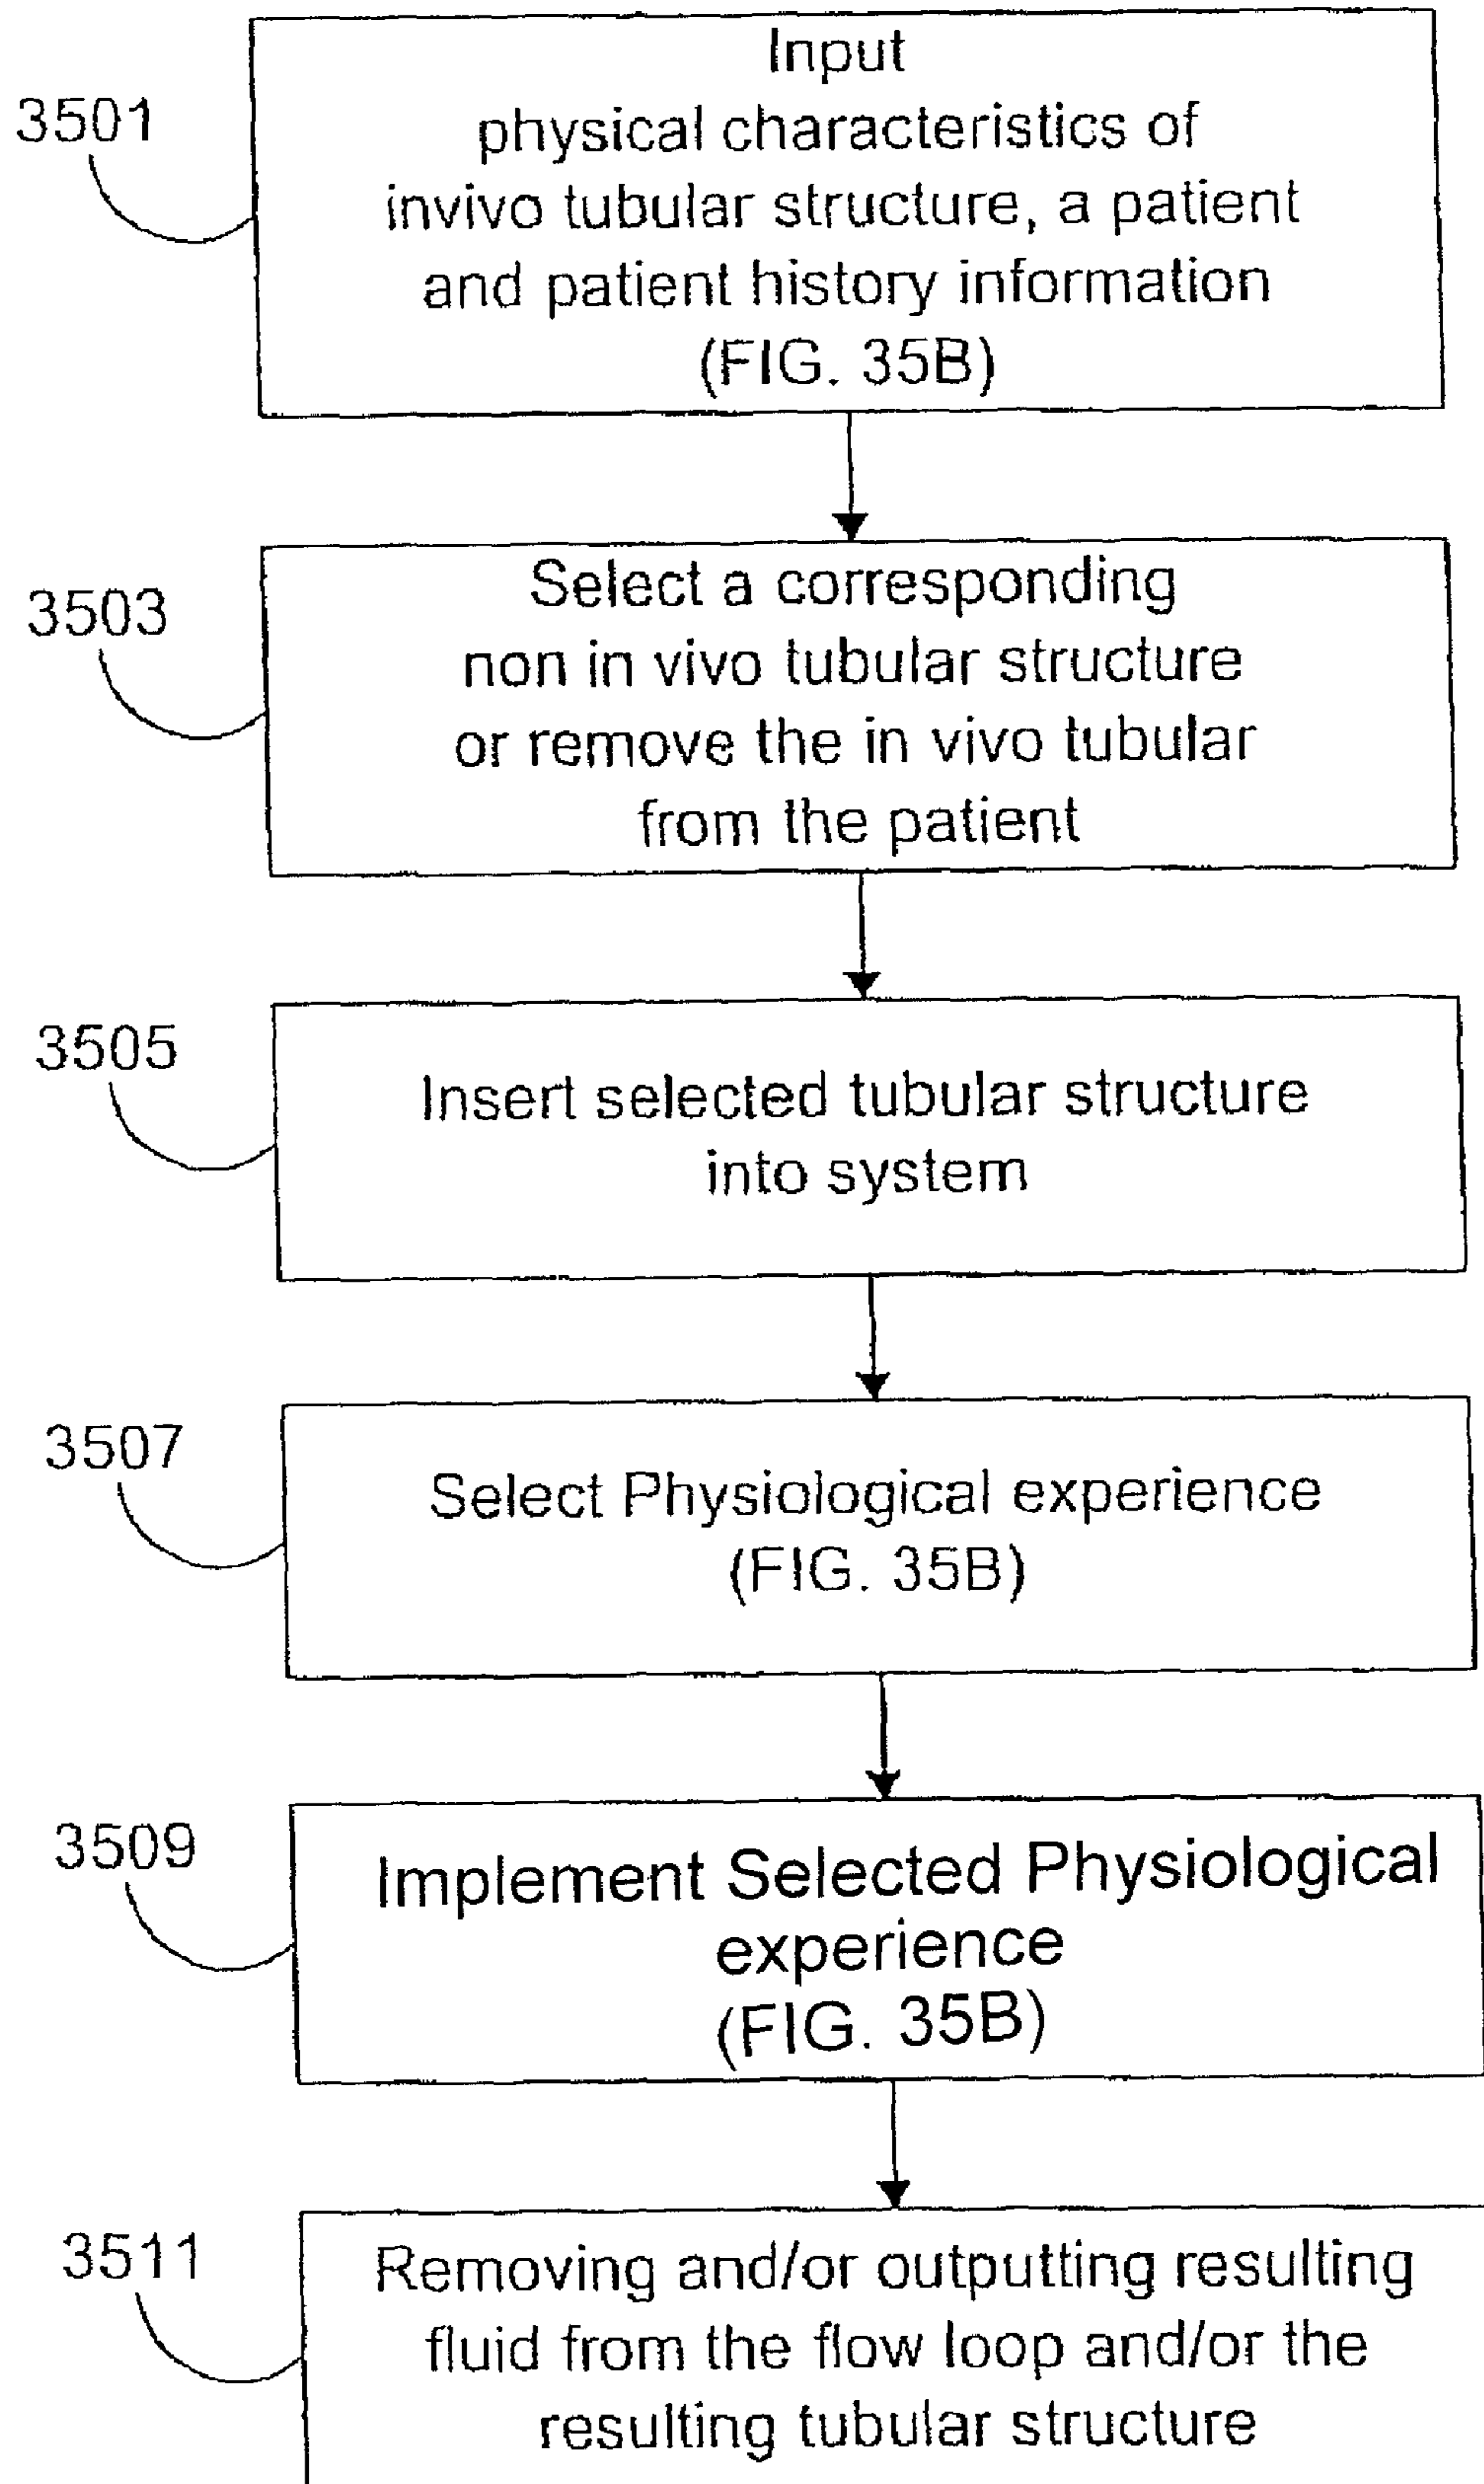 3501
Input
physical characteristics of
invivo tubular structure, a patient
and patient history information
(FIG. 35B)
3503
Select a corresponding
non in vivo tubular structure
or remove the in vivo tubular
from the patient
3505
Insert selected tubular structure
into system
3507
Select Physiological experience
(FIG. 35B)
3509
Implement Selected Physiological
experience
(FIG. 35B)
3511
Removing and/or outputting resulting
fluid from the flow loop and/or the
resulting tubular structure